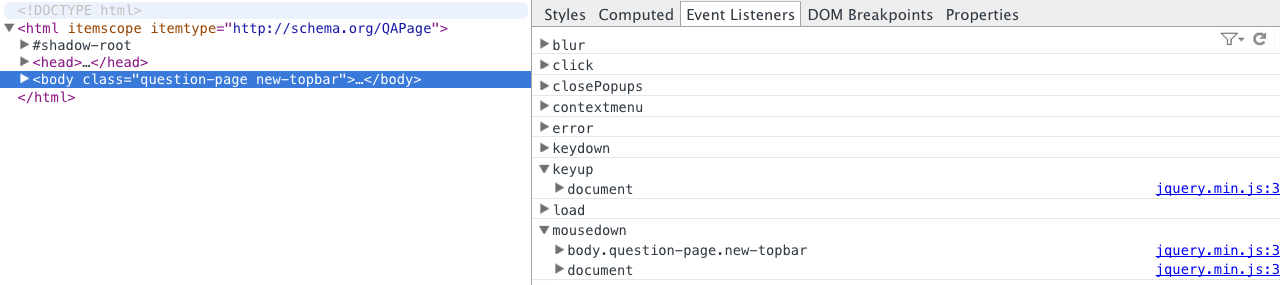 <!DOCTYPE html>
<html itemscope itemtype="http://schema.org/QAPage">
#shadow-root
<head>…</head>
<body class="question-page new-topbar">…</body>
</html>
Styles Computed Event Listeners DOM Breakpoints Properties
blur
click
closePopups
contextmenu
error
keydown
keyup
document jquery.min.js:3
load
mousedown
body.question-page.new-topbar jquery.min.js:3
document jquery.min.js:3